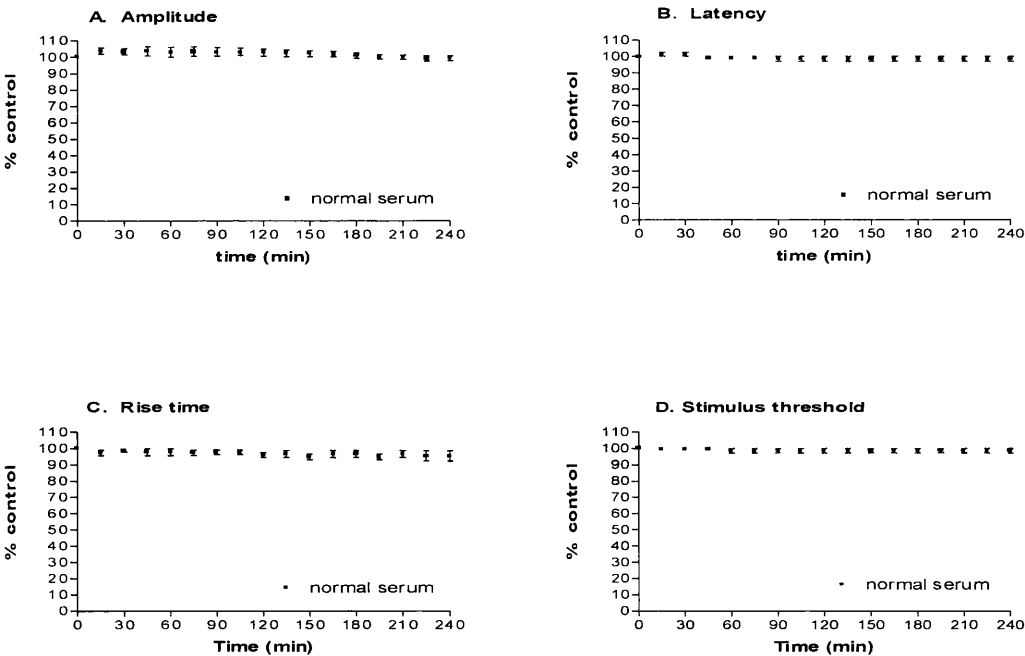 A. Amplitude
110
100
90
80
70
60
50
40
30
20
10
0
% control
normal serum
0 30 60 90 120 150 180 210 240
time (min)
B. Latency
110
100
90
80
70
60
50
40
30
20
10
0
% control
normal serum
0 30 60 90 120 150 180 210 240
time (min)
C. Rise time
110
100
90
80
70
60
50
40
30
20
10
0
% control
normal serum
0 30 60 90 120 150 180 210 240
Time (min)
D. Stimulus threshold
110
100
90
80
70
60
50
40
30
20
10
0
% control
normal serum
0 30 60 90 120 150 180 210 240
Time (min)